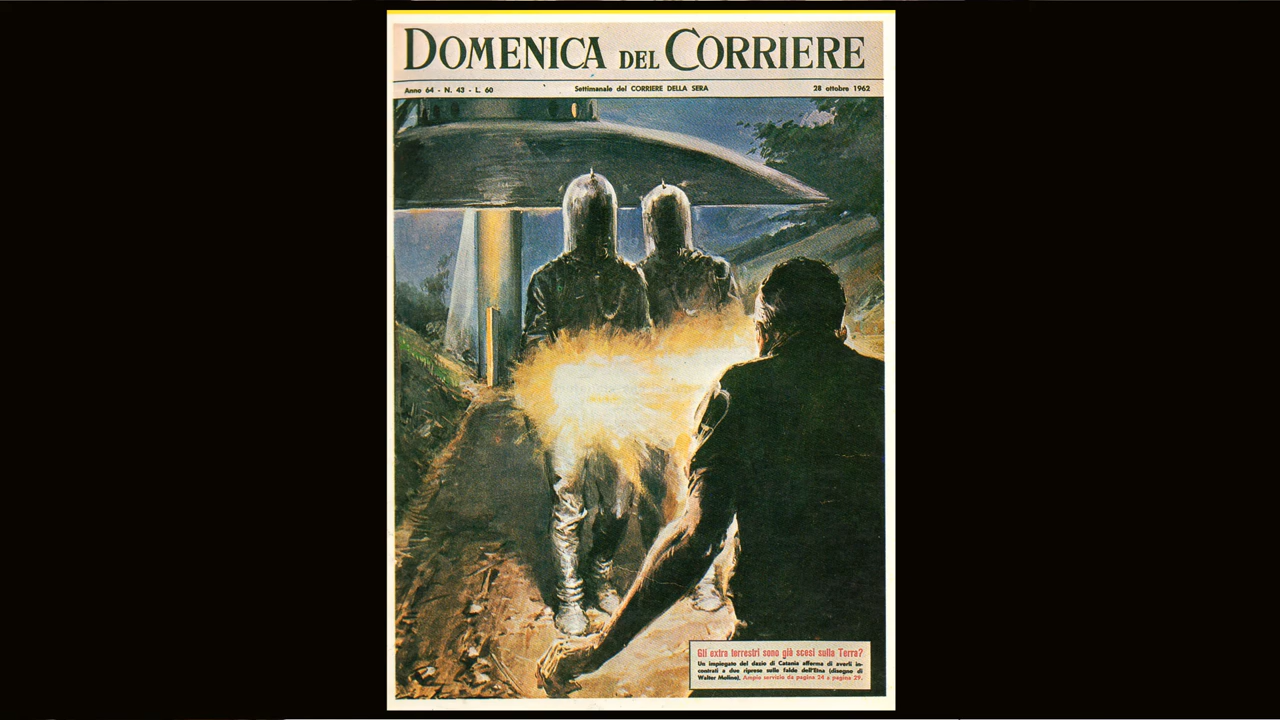 DOMENICA DEL CORRIERE
Anno 64 - N. 43 - L. 60
Settimanale del CORRIERE DELLA SERA
28 ottobre 1962
Gli extra terrestri sono già scesi sulla Terra?
Un impiegato del dazio di Catania afferma di averli in-
contrati a due riprese sulle falde dell'Etna (disegno di
Walter Molino). Ampio servizio da pagina 24 a pagina 29.